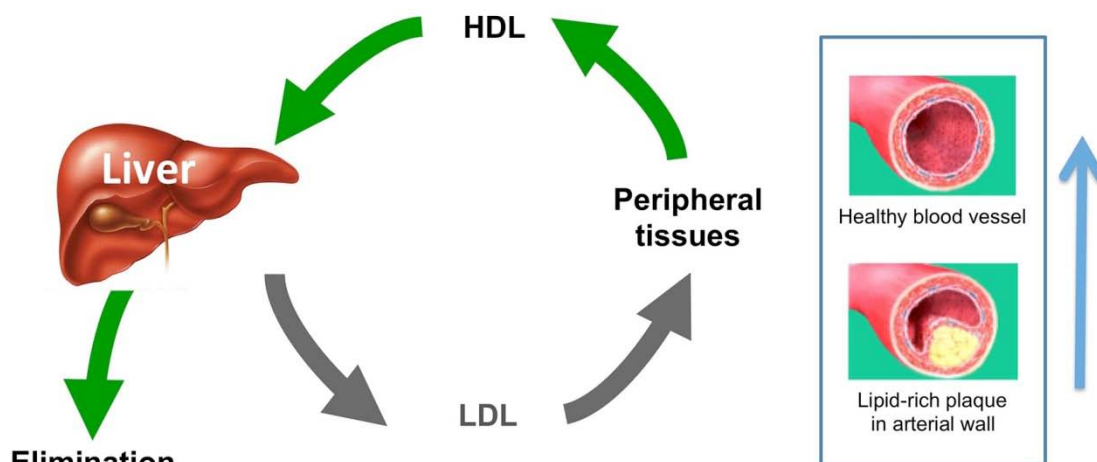 HDL
Liver
Peripheral
tissues
LDL
Elimination
Healthy blood vessel
Lipid-rich plaque
in arterial wall